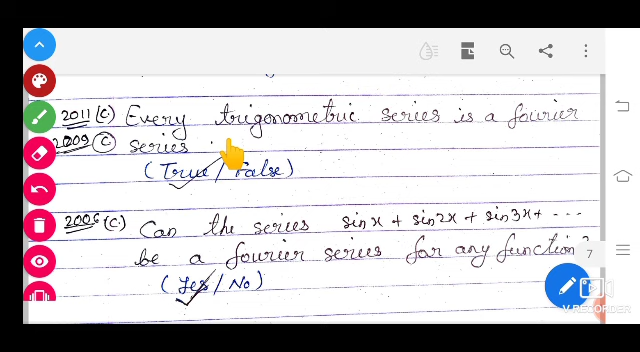 2011 (C) Every trigonometric series is a fourier
2009 (C) series .
(True / False)
2006 (C) Can the series sin x + sin 2x + sin 3x + ...
be a fourier series for any function?
(Yes / No)
7
V RECORDER